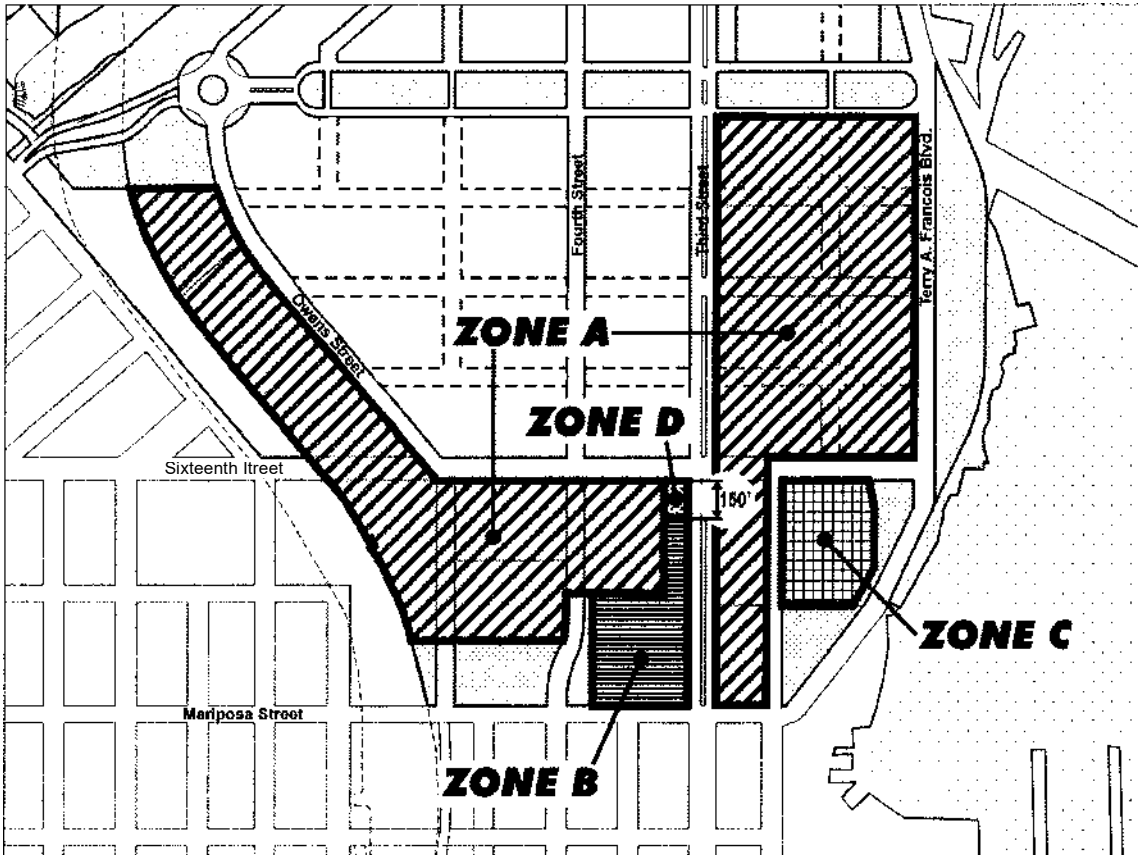 Fourth Street
Third Street
Terry A. Francois Blvd.
Owens Street
ZONE A
ZONE D
Sixteenth Itreet
150'
ZONE C
Mariposa Street
ZONE B